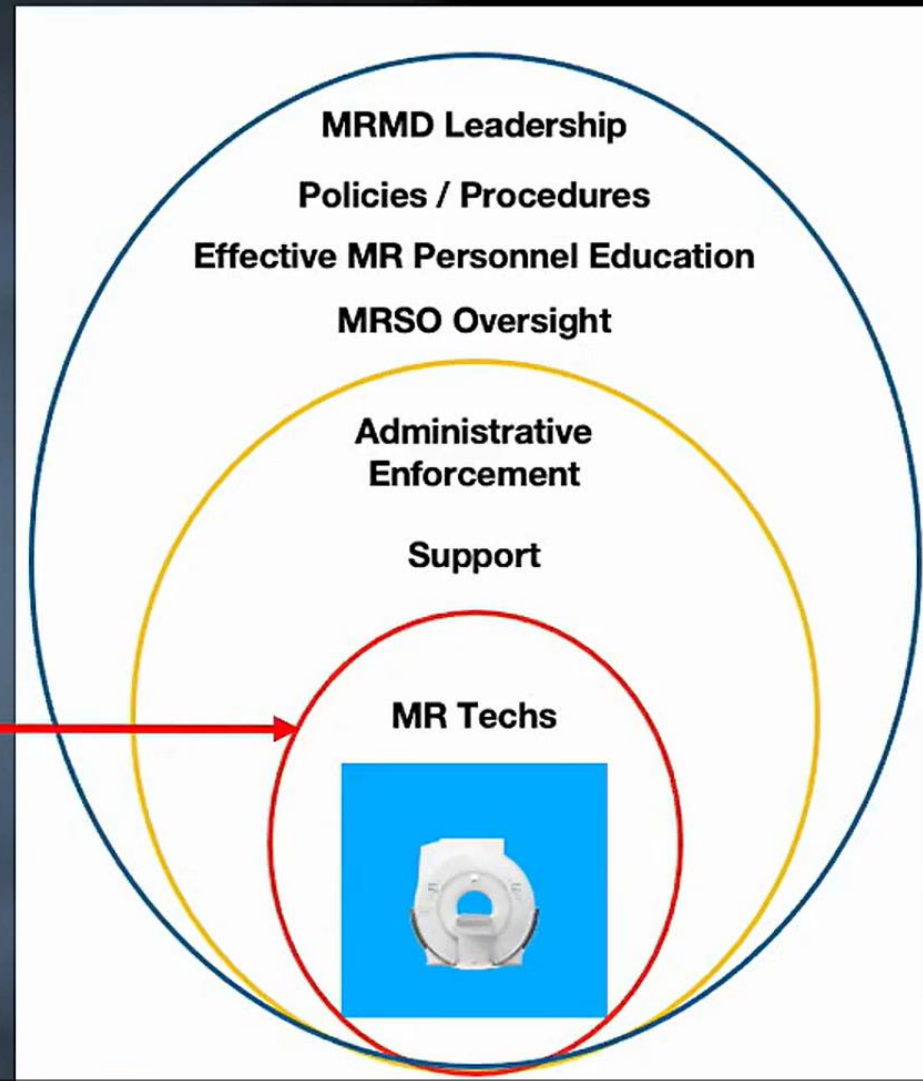 MRMD Leadership
Policies / Procedures
Effective MR Personnel Education
MRSO Oversight
Administrative
Enforcement
Support
MR Techs